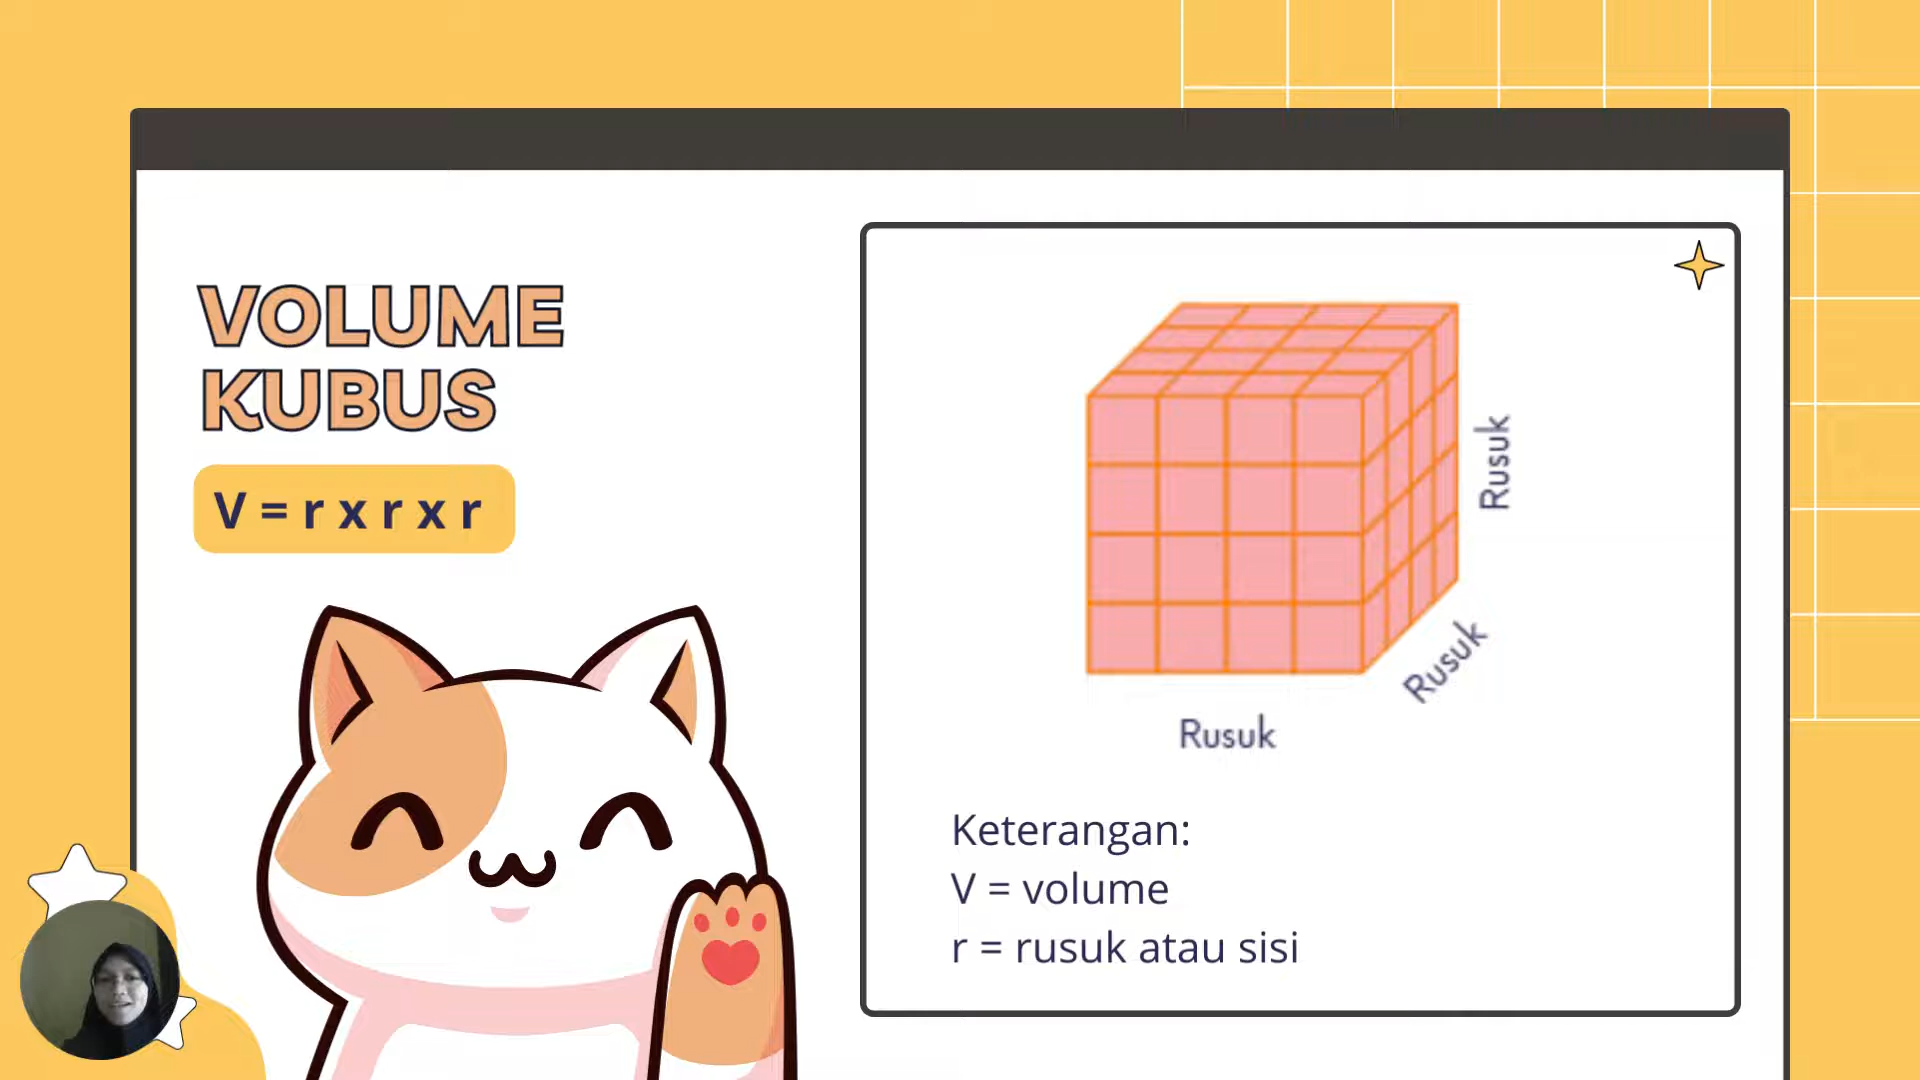 VOLUME
KUBUS
V = r x r x r
Rusuk
Rusuk
Rusuk
Keterangan:
V = volume
r = rusuk atau sisi